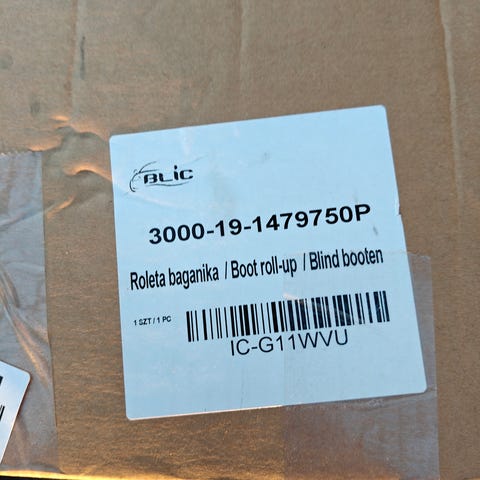 BLIC
3000-19-1479750P
Roleta baganika / Boot roll-up / Blind booten
1 SZT / 1 PC
IC-G11WVU